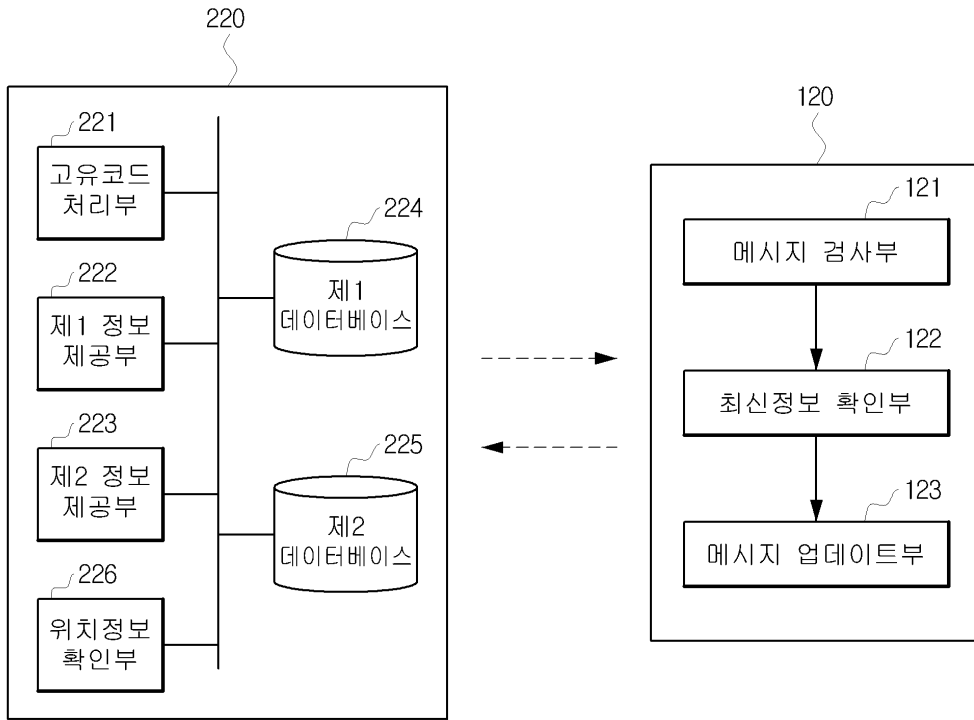 220
221
고유코드
처리부
222
제1 정보
제공부
223
제2 정보
제공부
226
위치정보
확인부
224
제1
데이터베이스
225
제2
데이터베이스
120
121
메시지 검사부
122
최신정보 확인부
123
메시지 업데이트부